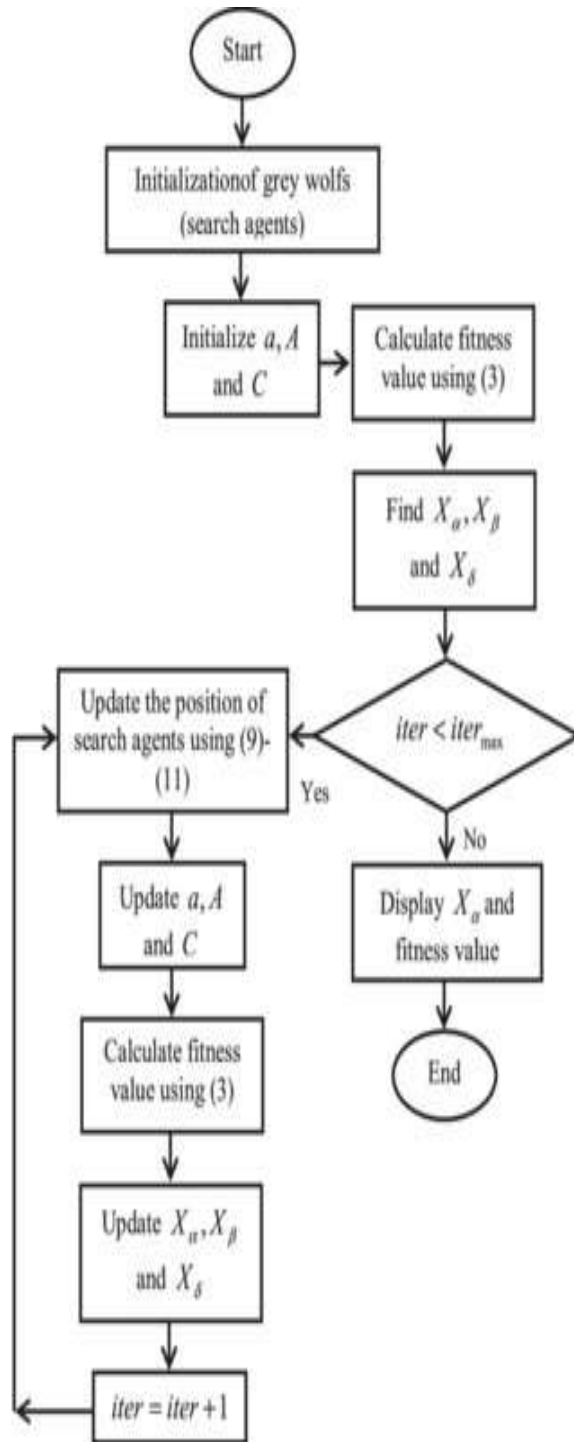 Start
Initializationof grey wolfs
(search agents)
Initialize a, A
and C
Calculate fitness
value using (3)
Find X_α, X_β
and X_δ
iter < iter_max
Yes
No
Update the position of
search agents using (9)-
(11)
Update a, A
and C
Calculate fitness
value using (3)
Update X_α, X_β
and X_δ
iter = iter +1
Display X_α and
fitness value
End